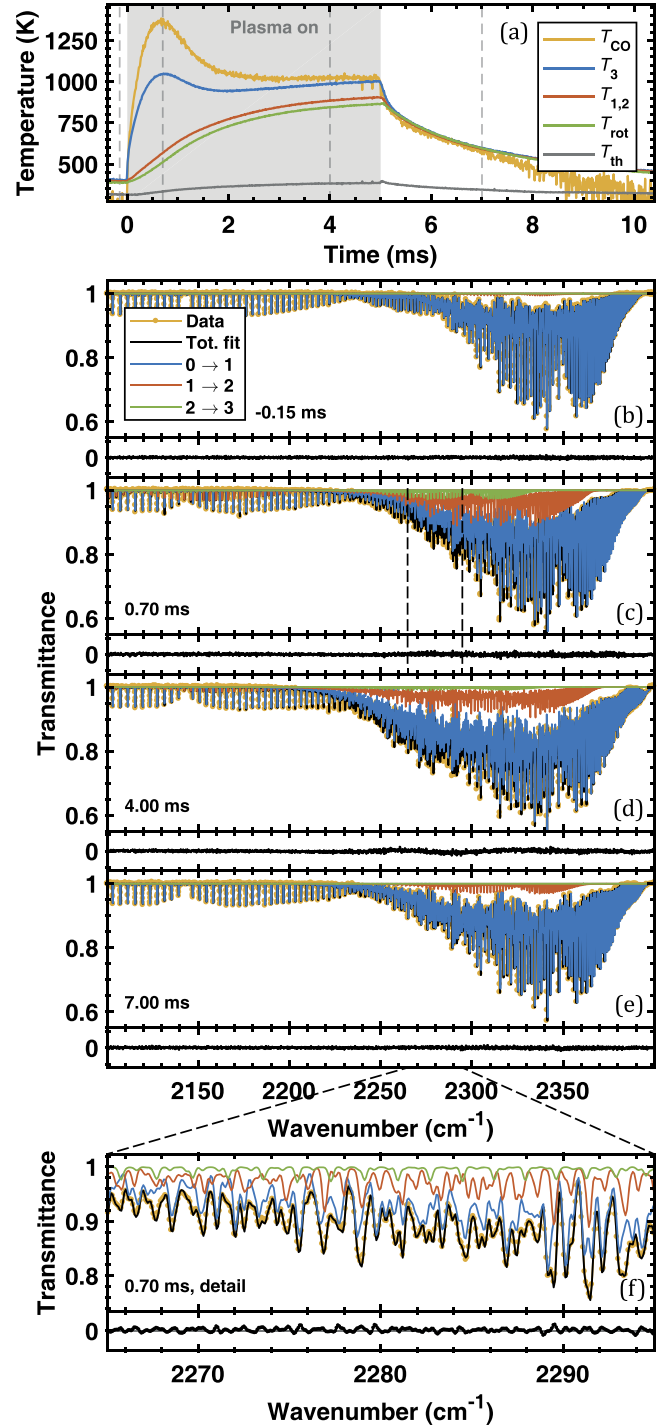 (a)
Plasma on
T_CO
T_3
T_1,2
T_rot
T_th
Temperature (K)
1250
1000
750
500
0 2 4 6 8 10
Time (ms)
Data
Tot. fit
0 → 1
1 → 2
2 → 3
-0.15 ms
(b)
1
0.8
0.6
0
0.70 ms
(c)
1
0.8
0.6
0
Transmittance
4.00 ms
(d)
1
0.8
0.6
0
7.00 ms
(e)
1
0.8
0.6
0
2150 2200 2250 2300 2350
Wavenumber (cm⁻¹)
Transmittance
1
0.9
0.8
0.70 ms, detail
(f)
0
2270 2280 2290
Wavenumber (cm⁻¹)